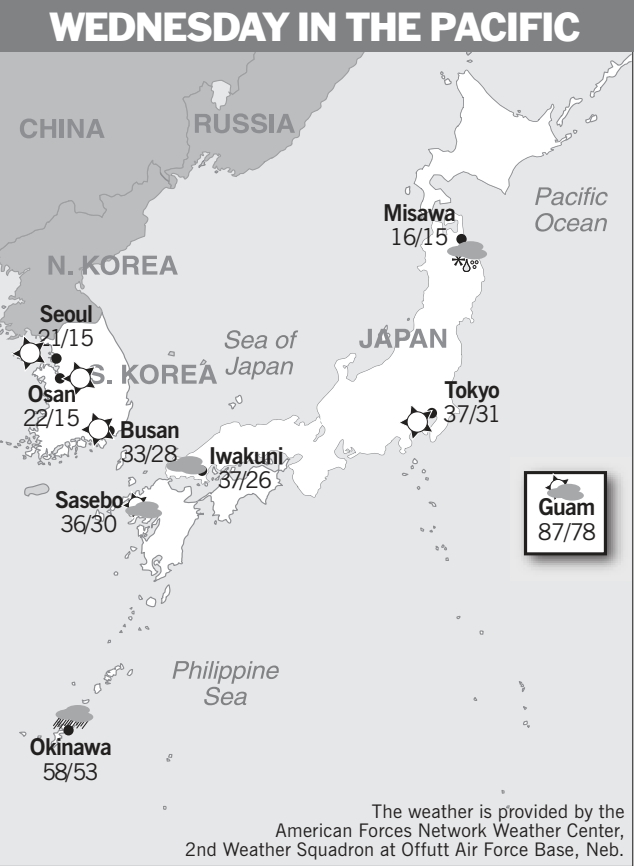 WEDNESDAY IN THE PACIFIC
CHINA
RUSSIA
Pacific
Ocean
Misawa
16/15
N. KOREA
Seoul
21/15
Sea of
Japan
JAPAN
S. KOREA
Osan
22/15
Tokyo
37/31
Busan
33/28
Iwakuni
37/26
Sasebo
36/30
Guam
87/78
Philippine
Sea
Okinawa
58/53
The weather is provided by the
American Forces Network Weather Center,
2nd Weather Squadron at Offutt Air Force Base, Neb.